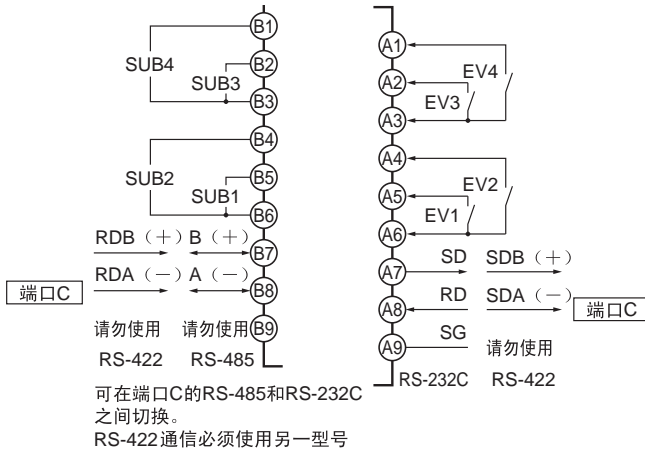 B1
B2
SUB4
SUB3
B3
B4
SUB2
B5
SUB1
B6
RDB（＋） B（＋）
B7
RDA（－） A（－）
B8
端口C
请勿使用 请勿使用
B9
RS-422 RS-485
A1
EV4
A2
EV3
A3
A4
EV2
A5
EV1
A6
SD SDB（＋）
A7
RD SDA（－）
A8
端口C
SG
A9
请勿使用
RS-232C RS-422
可在端口C的RS-485和RS-232C
之间切换。
RS-422通信必须使用另一型号